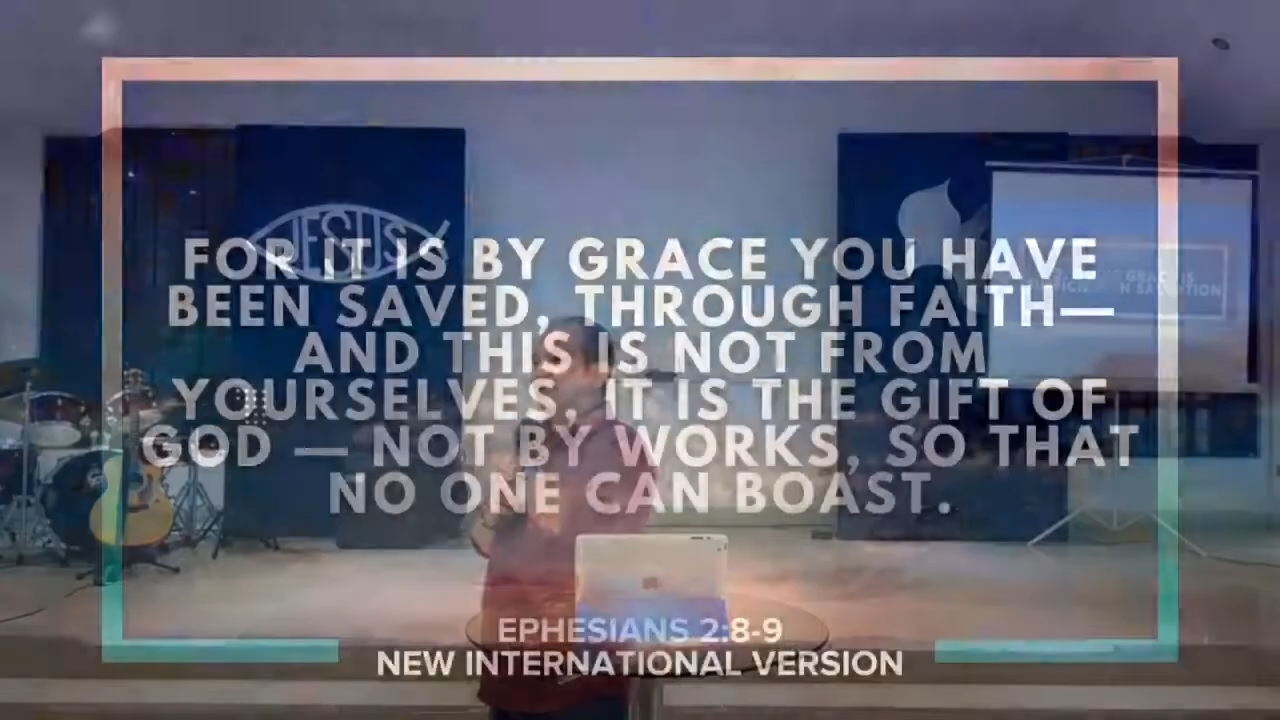 JESUS
FOR IT IS BY GRACE YOU HAVE
BEEN SAVED, THROUGH FAITH—
AND THIS IS NOT FROM
YOURSELVES, IT IS THE GIFT OF
GOD — NOT BY WORKS, SO THAT
NO ONE CAN BOAST.
EPHESIANS 2:8-9
NEW INTERNATIONAL VERSION
GRACE IS